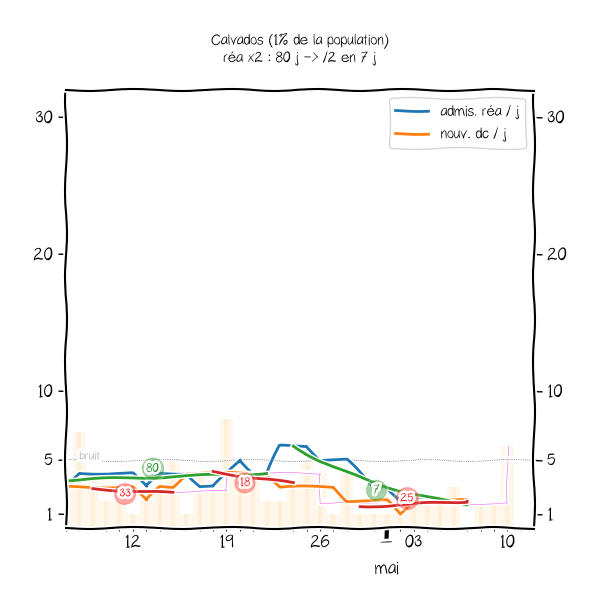 Calvados (1% de la population)
réa x2 : 80 j -> /2 en 7 j
admis. réa / j
nouv. dc / j
30 30
20 20
10 10
5 bruit 5
1 1
80
33
18
7
25
12 19 26 03 10
mai